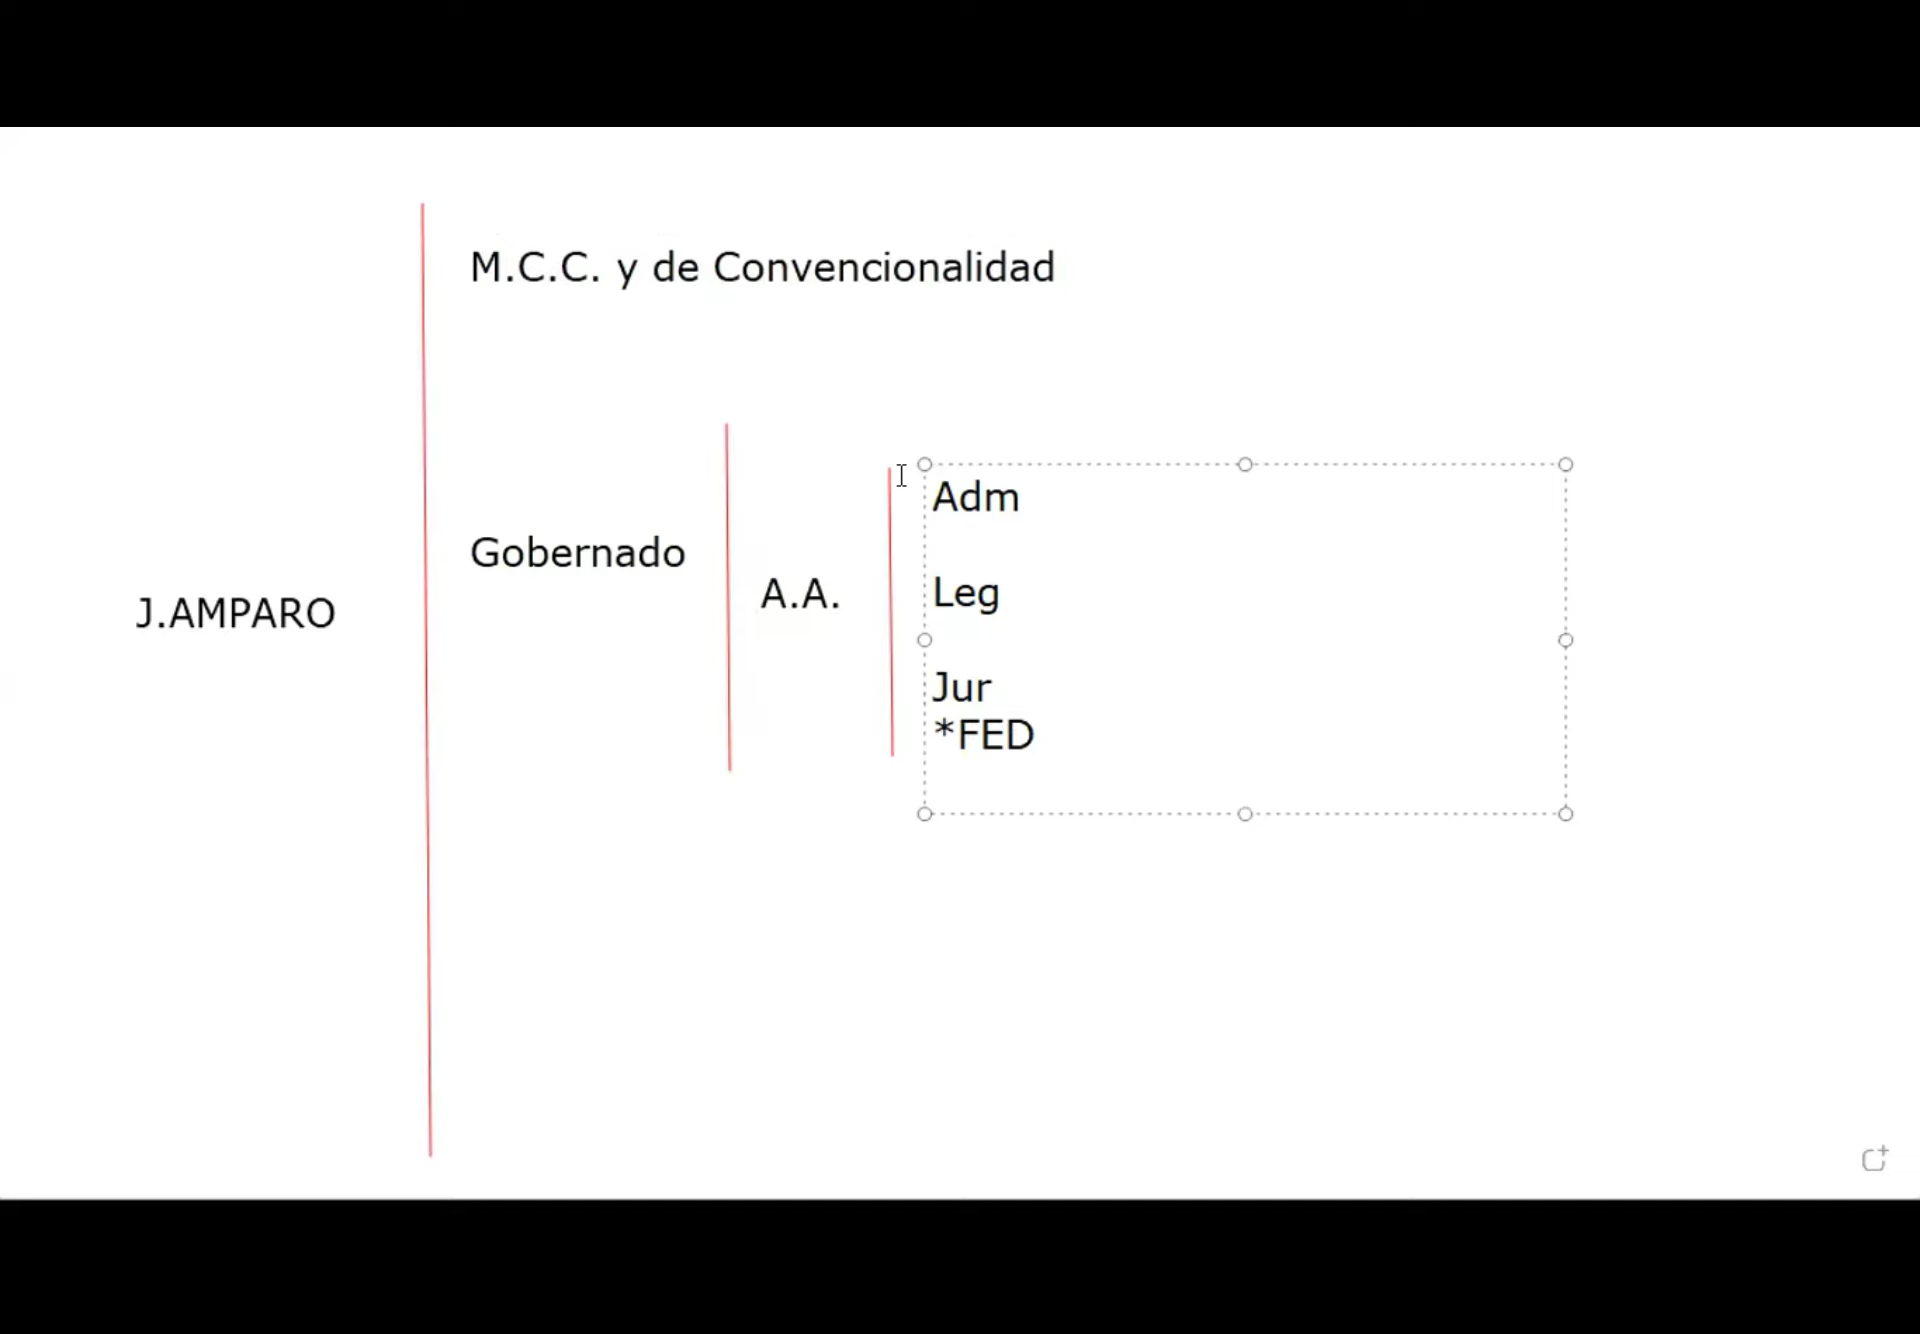 M.C.C. y de Convencionalidad
J.AMPARO
Gobernado
A.A.
Adm
Leg
Jur
*FED